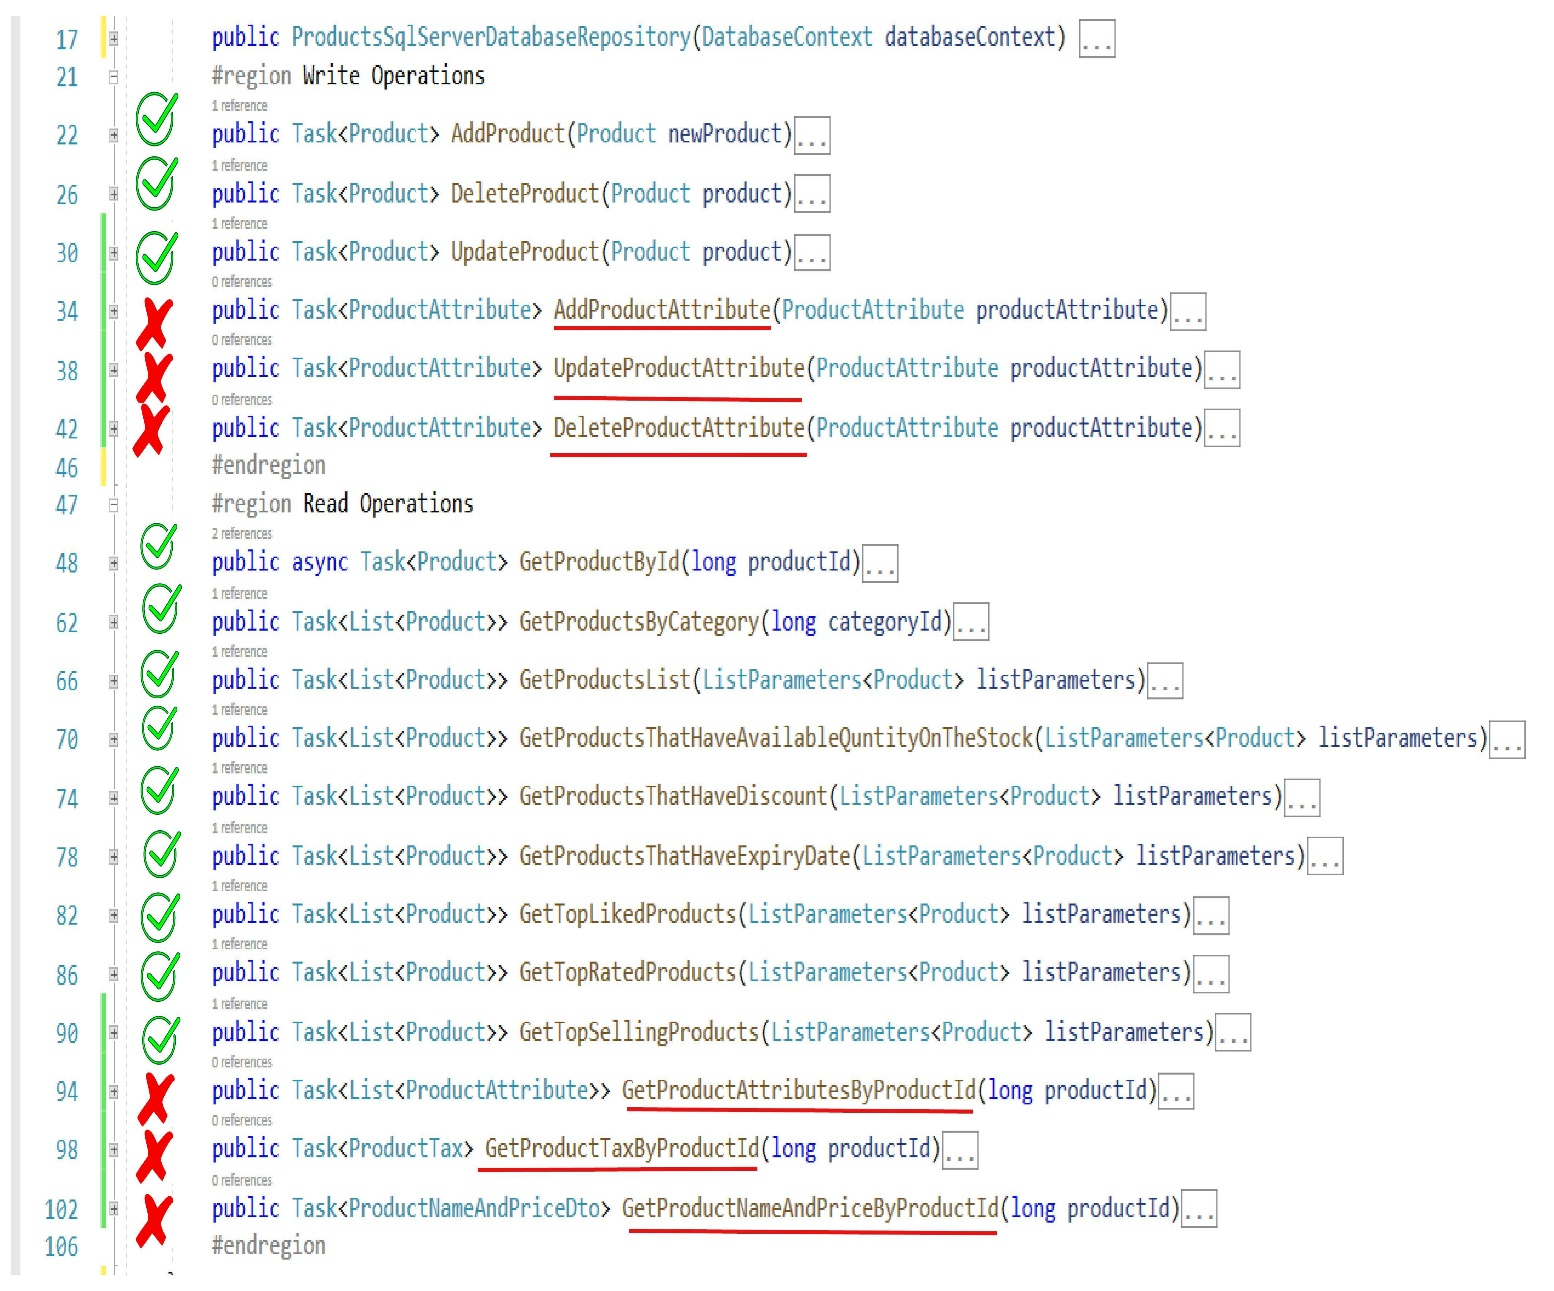 17 public ProductsSqlServerDatabaseRepository(DatabaseContext databaseContext) ...
21 #region Write Operations
1 reference
22 public Task<Product> AddProduct(Product newProduct)...
1 reference
26 public Task<Product> DeleteProduct(Product product)...
1 reference
30 public Task<Product> UpdateProduct(Product product)...
0 references
34 public Task<ProductAttribute> AddProductAttribute(ProductAttribute productAttribute)...
0 references
38 public Task<ProductAttribute> UpdateProductAttribute(ProductAttribute productAttribute)...
0 references
42 public Task<ProductAttribute> DeleteProductAttribute(ProductAttribute productAttribute)...
46 #endregion
47 #region Read Operations
2 references
48 public async Task<Product> GetProductById(long productId)...
1 reference
62 public Task<List<Product>> GetProductsByCategory(long categoryId)...
1 reference
66 public Task<List<Product>> GetProductsList(ListParameters<Product> listParameters)...
1 reference
70 public Task<List<Product>> GetProductsThatHaveAvailableQuntityOnTheStock(ListParameters<Product> listParameters)...
1 reference
74 public Task<List<Product>> GetProductsThatHaveDiscount(ListParameters<Product> listParameters)...
1 reference
78 public Task<List<Product>> GetProductsThatHaveExpiryDate(ListParameters<Product> listParameters)...
1 reference
82 public Task<List<Product>> GetTopLikedProducts(ListParameters<Product> listParameters)...
1 reference
86 public Task<List<Product>> GetTopRatedProducts(ListParameters<Product> listParameters)...
1 reference
90 public Task<List<Product>> GetTopSellingProducts(ListParameters<Product> listParameters)...
0 references
94 public Task<List<ProductAttribute>> GetProductAttributesByProductId(long productId)...
0 references
98 public Task<ProductTax> GetProductTaxByProductId(long productId)...
0 references
102 public Task<ProductNameAndPriceDto> GetProductNameAndPriceByProductId(long productId)...
106 #endregion